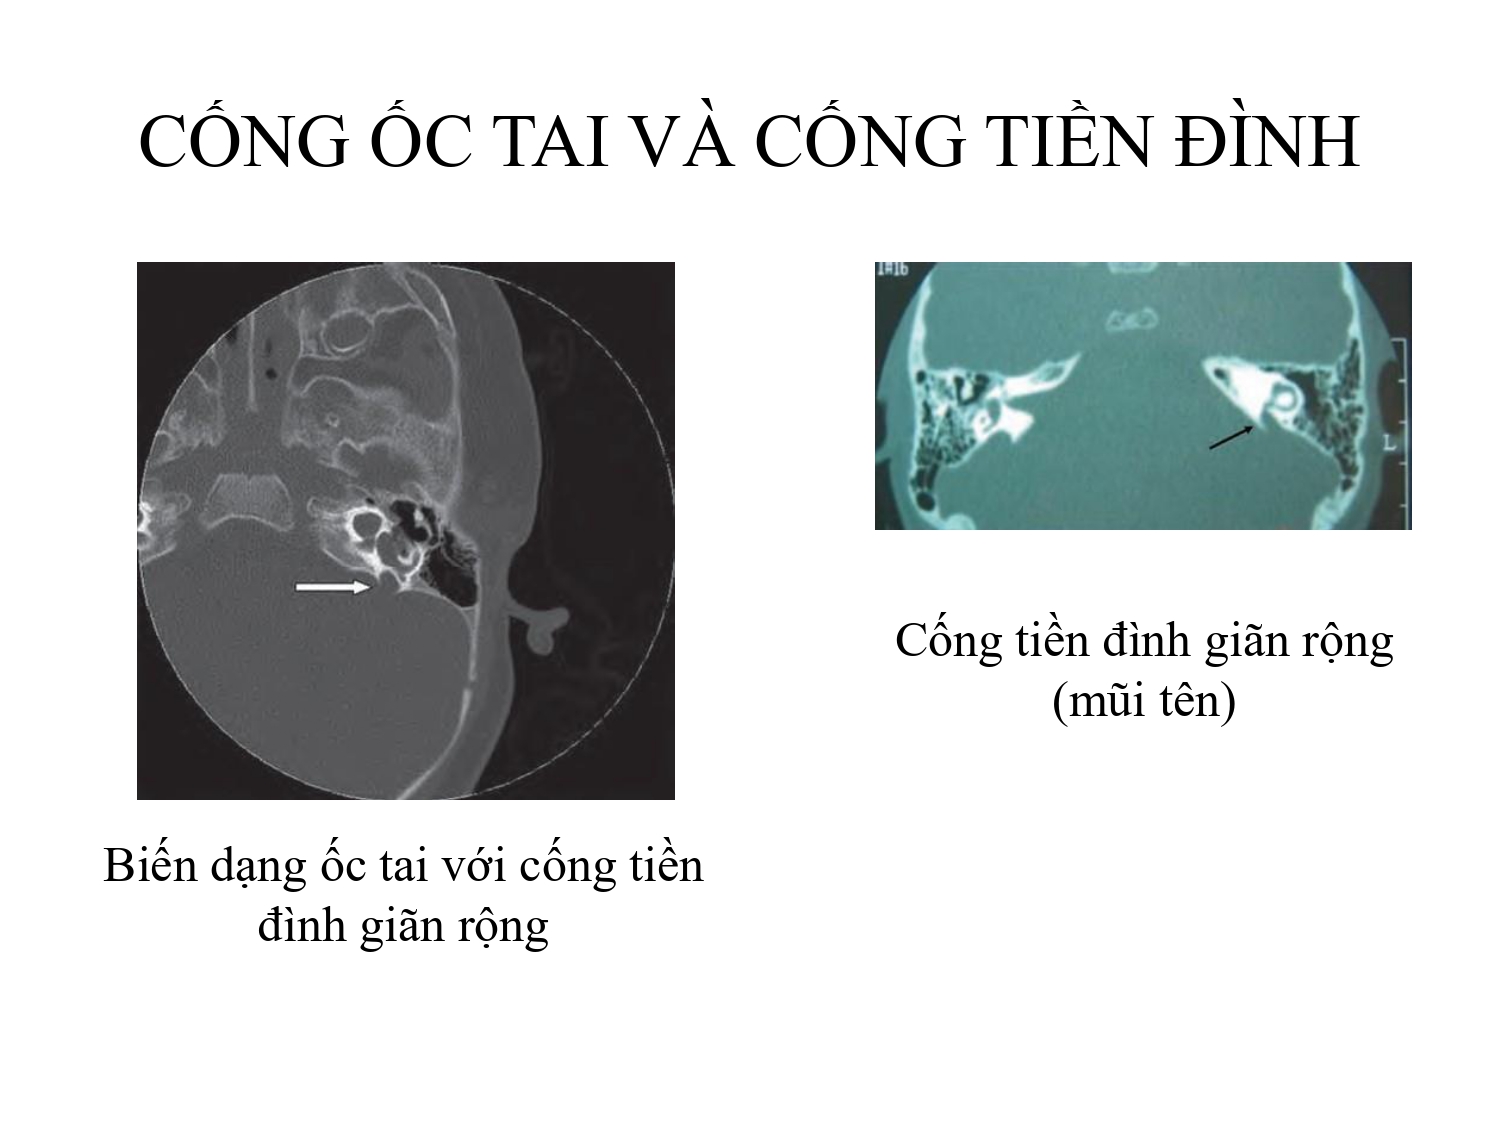 CỐNG ỐC TAI VÀ CỐNG TIỀN ĐÌNH
1#16
L
Cống tiền đình giãn rộng
(mũi tên)
Biến dạng ốc tai với cống tiền
đình giãn rộng